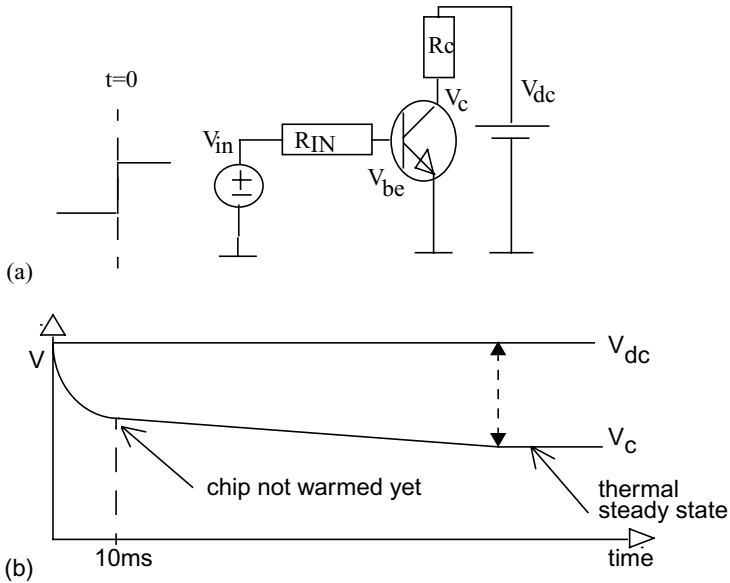 t=0
Rc
Vc
Vdc
Vin
RIN
Vbe
(a)
V
Vdc
Vc
chip not warmed yet
thermal
steady state
10ms
time
(b)